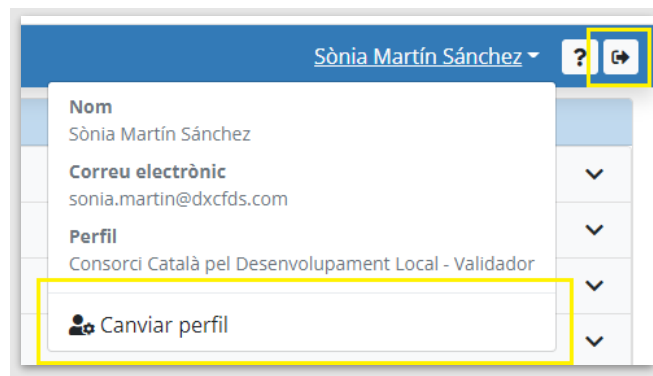 Sònia Martín Sánchez ?
Nom
Sònia Martín Sánchez
Correu electrònic
sonia.martin@dxcfds.com
Perfil
Consorci Català pel Desenvolupament Local - Validador
Canviar perfil